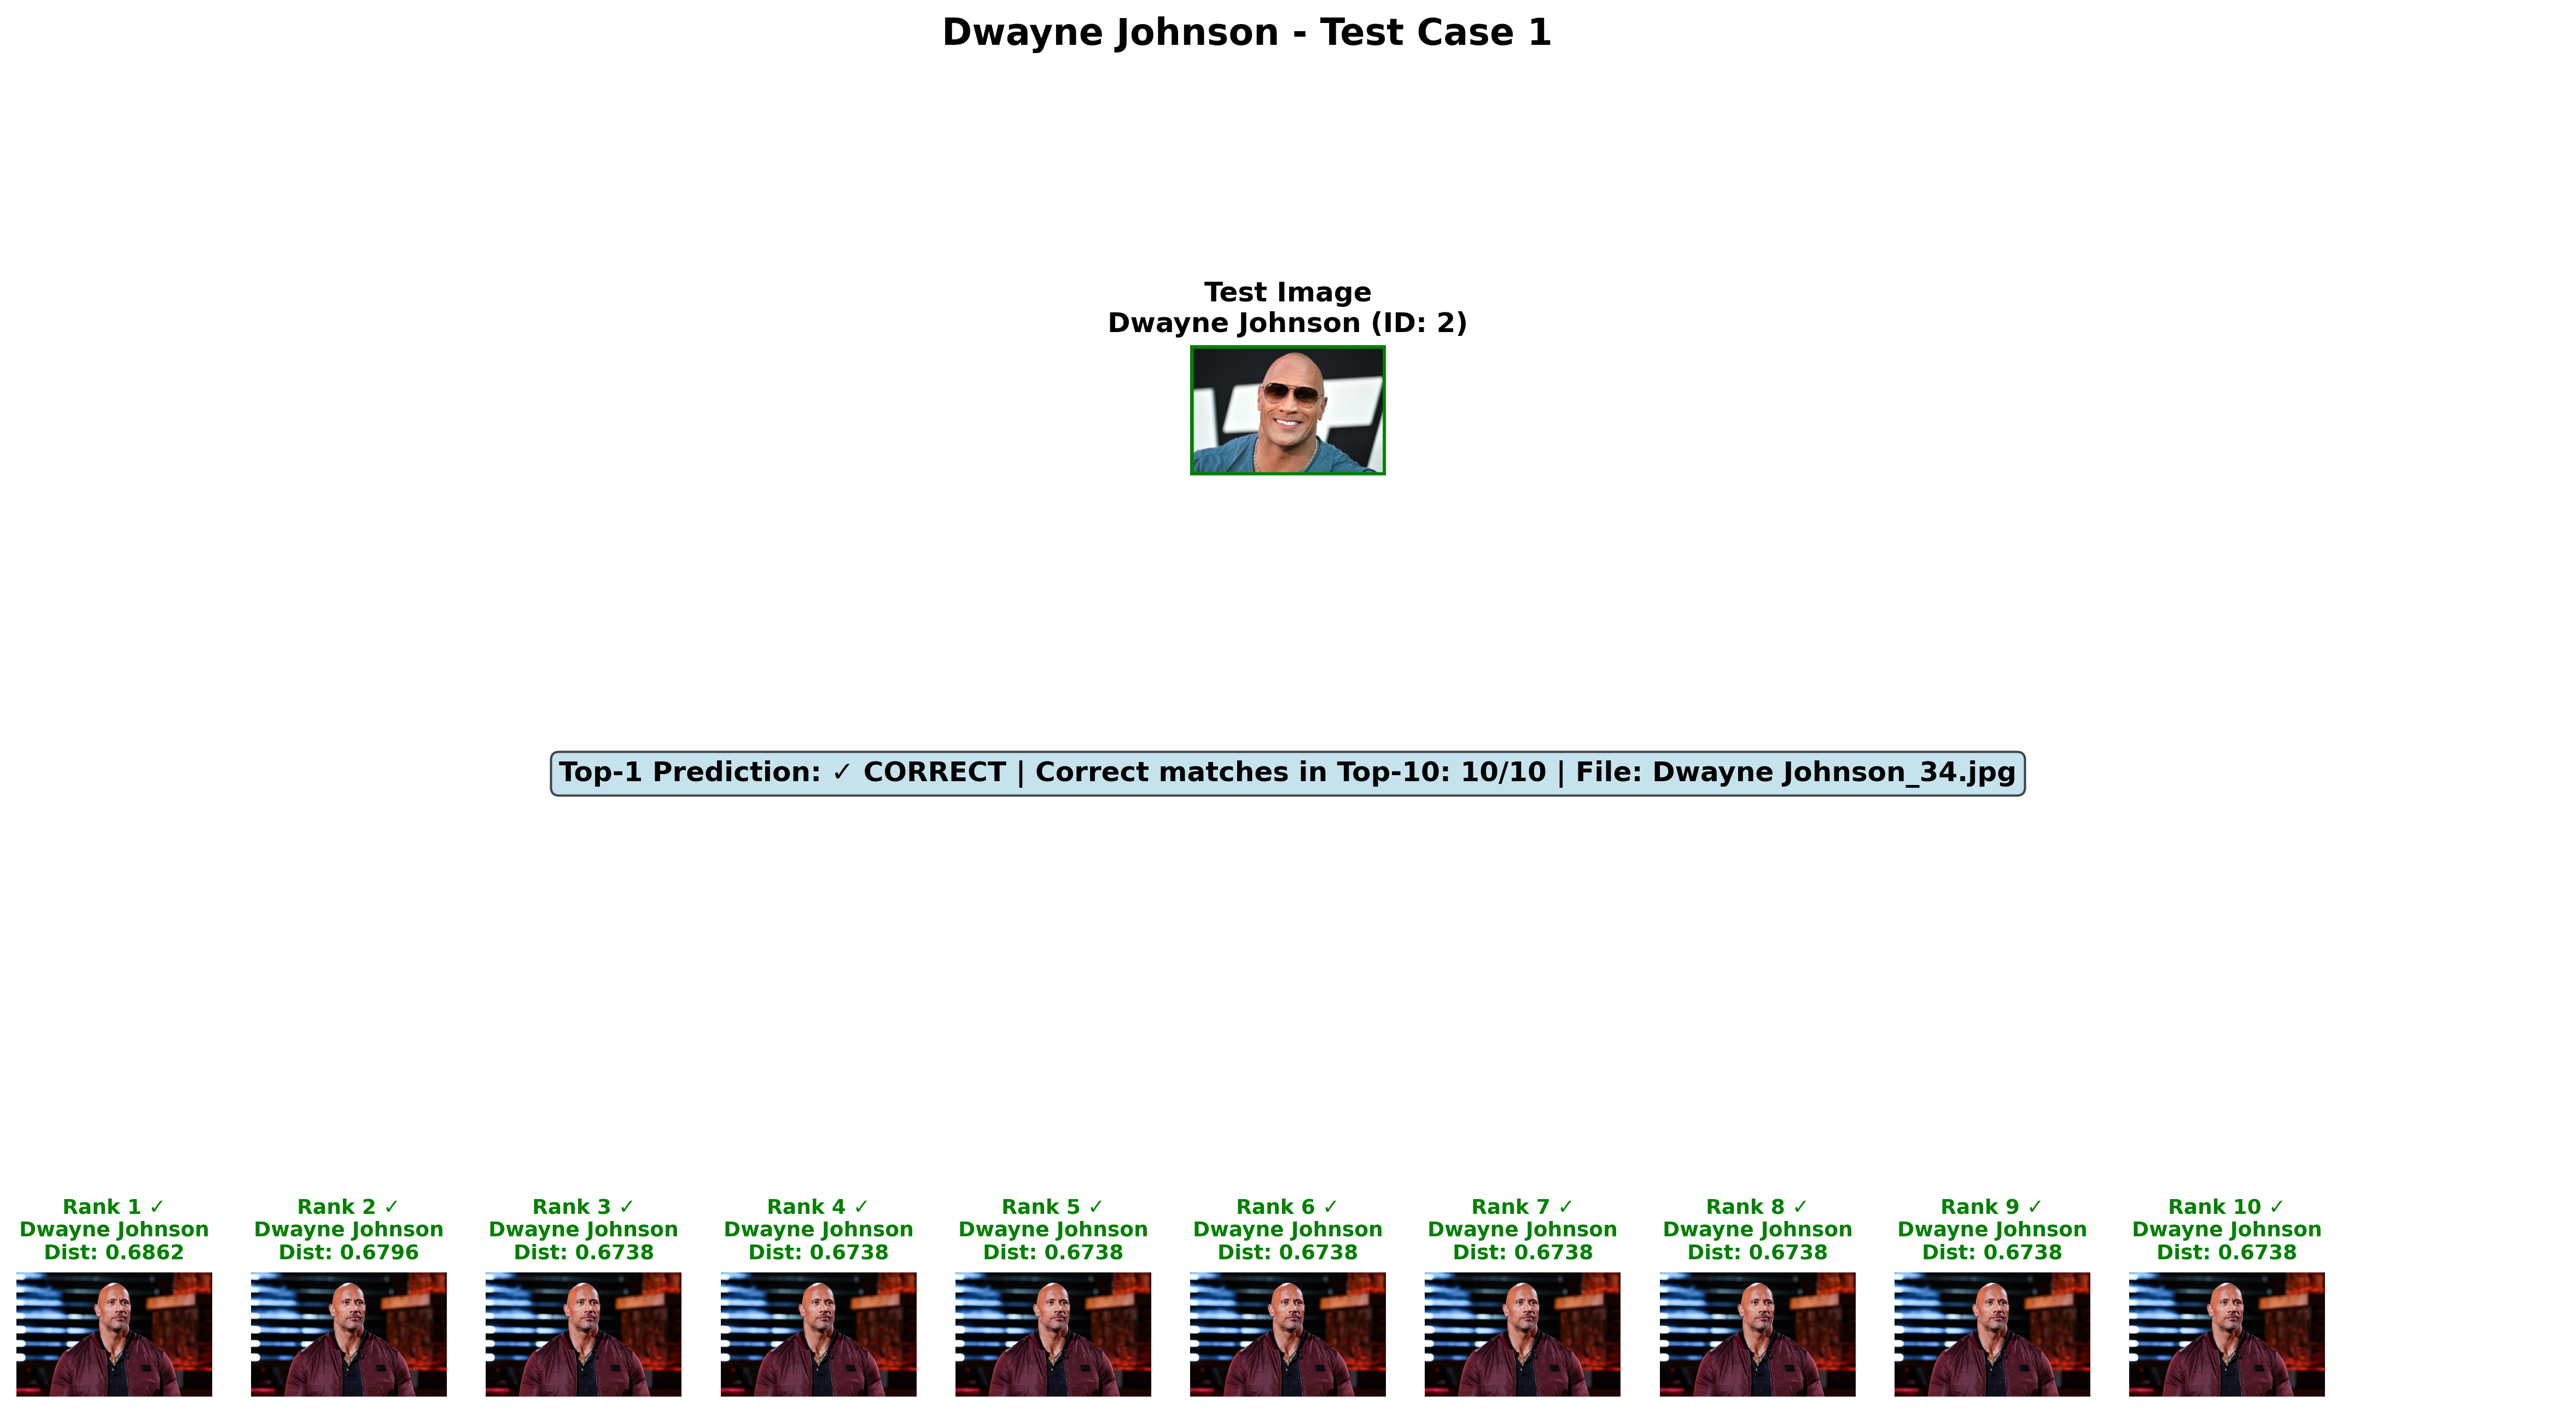 Dwayne Johnson - Test Case 1
Test Image
Dwayne Johnson (ID: 2)
Top-1 Prediction: ✓ CORRECT | Correct matches in Top-10: 10/10 | File: Dwayne Johnson_34.jpg
Rank 1 ✓
Dwayne Johnson
Dist: 0.6862
Rank 2 ✓
Dwayne Johnson
Dist: 0.6796
Rank 3 ✓
Dwayne Johnson
Dist: 0.6738
Rank 4 ✓
Dwayne Johnson
Dist: 0.6738
Rank 5 ✓
Dwayne Johnson
Dist: 0.6738
Rank 6 ✓
Dwayne Johnson
Dist: 0.6738
Rank 7 ✓
Dwayne Johnson
Dist: 0.6738
Rank 8 ✓
Dwayne Johnson
Dist: 0.6738
Rank 9 ✓
Dwayne Johnson
Dist: 0.6738
Rank 10 ✓
Dwayne Johnson
Dist: 0.6738